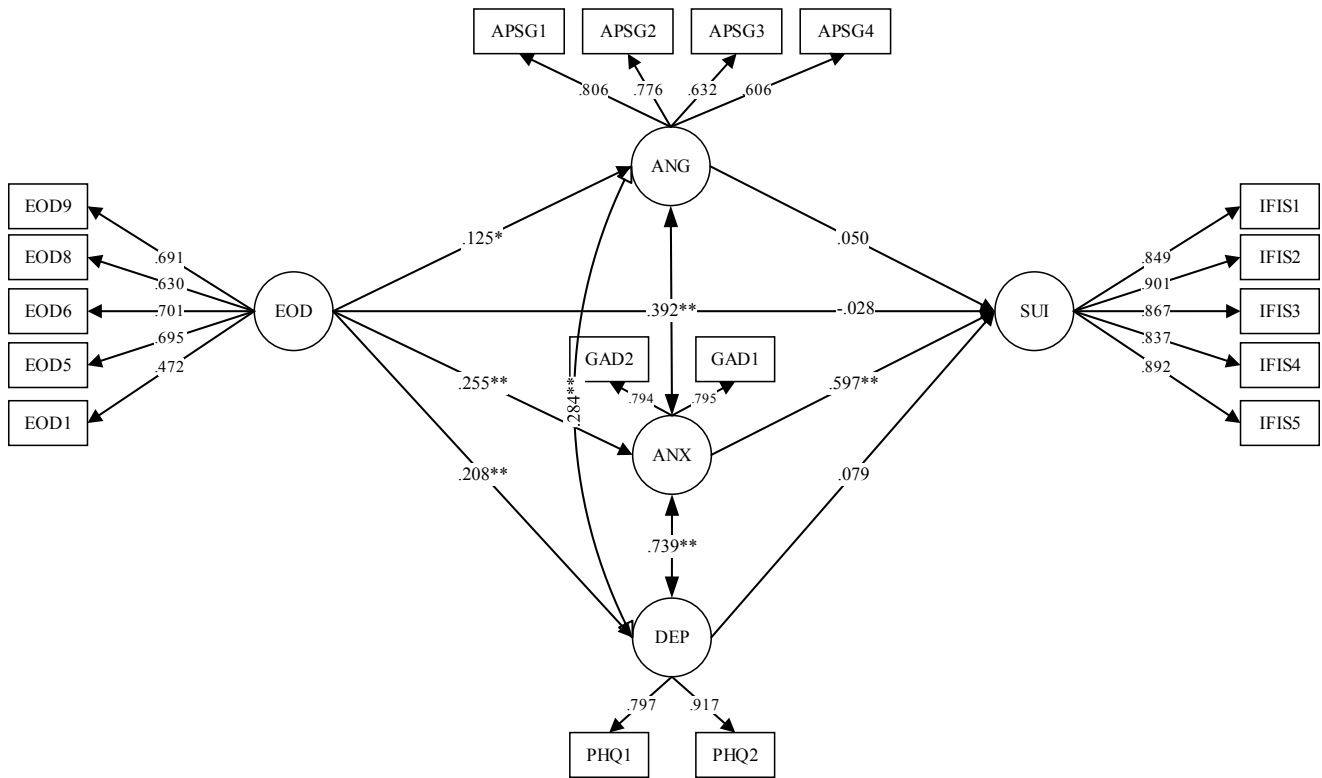 APSG1 APSG2 APSG3 APSG4
.806 .776 .632 .606
ANG
EOD9 IFIS1
EOD8 IFIS2
EOD6 IFIS3
EOD5 IFIS4
EOD1 IFIS5
.691
.630
.701
.695
.472
EOD
.125*
.050
.392** -.028
SUI
.849
.901
.867
.837
.892
GAD2 GAD1
.794 .795
.255** .284** .597**
ANX
.208** .079
.739**
DEP
.797 .917
PHQ1 PHQ2